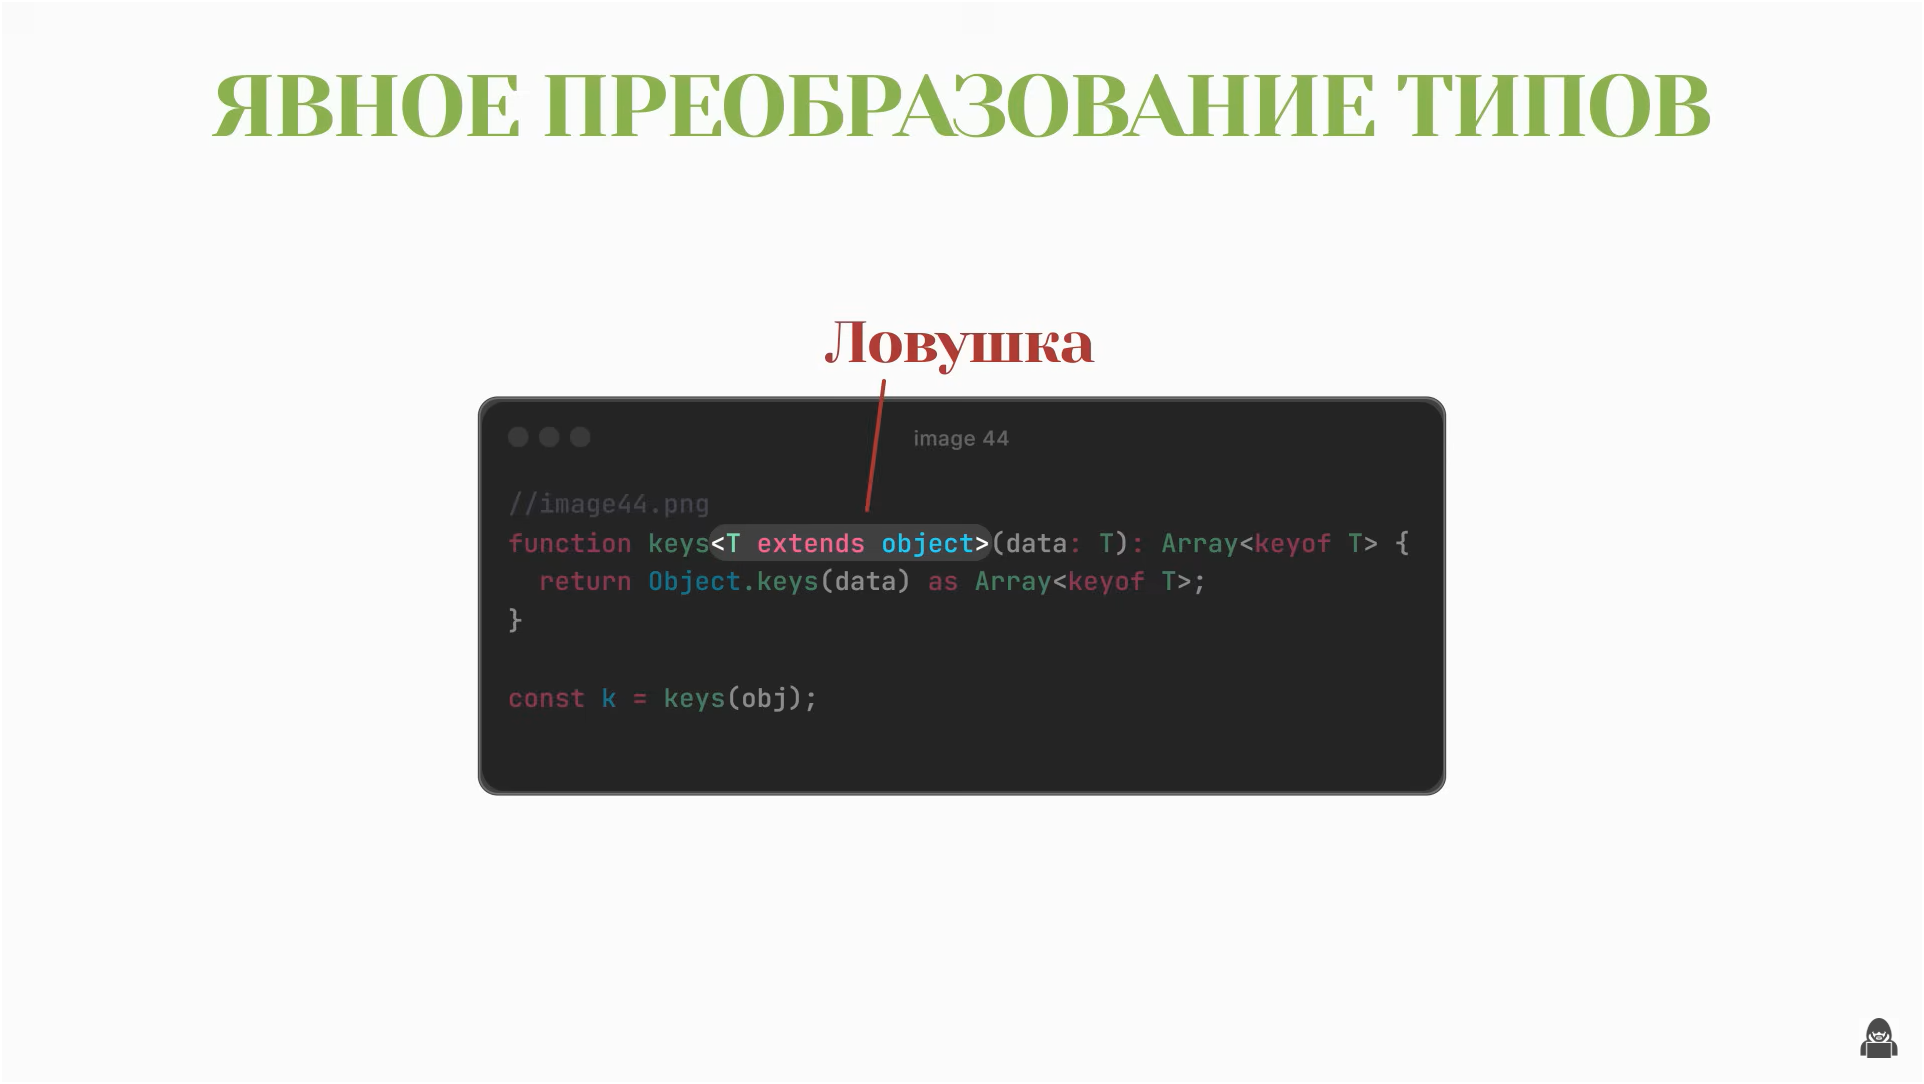 ЯВНОЕ ПРЕОБРАЗОВАНИЕ ТИПОВ
Ловушка
image 44
//image44.png
function keys<T extends object>(data: T): Array<keyof T> {
  return Object.keys(data) as Array<keyof T>;
}
const k = keys(obj);